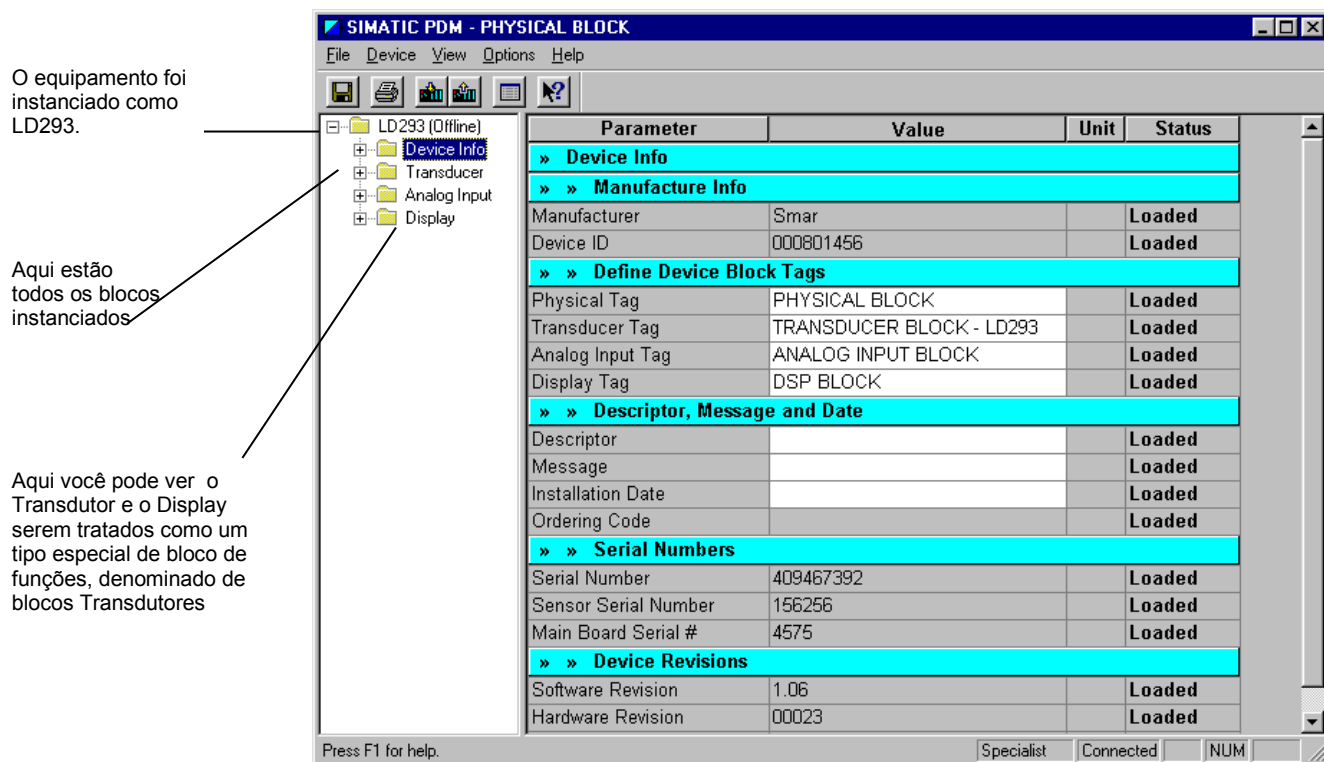 O equipamento foi
instanciado como
LD293.
Aqui estão
todos os blocos
instanciados
Aqui você pode ver o
Transdutor e o Display
serem tratados como um
tipo especial de bloco de
funções, denominado de
blocos Transdutores
SIMATIC PDM - PHYSICAL BLOCK
File Device View Options Help
LD293 (Offline)
Device Info
Transducer
Analog Input
Display
Parameter Value Unit Status
» Device Info
» » Manufacture Info
Manufacturer Smar Loaded
Device ID 000801456 Loaded
» » Define Device Block Tags
Physical Tag PHYSICAL BLOCK Loaded
Transducer Tag TRANSDUCER BLOCK - LD293 Loaded
Analog Input Tag ANALOG INPUT BLOCK Loaded
Display Tag DSP BLOCK Loaded
» » Descriptor, Message and Date
Descriptor Loaded
Message Loaded
Installation Date Loaded
Ordering Code Loaded
» » Serial Numbers
Serial Number 409467392 Loaded
Sensor Serial Number 156256 Loaded
Main Board Serial # 4575 Loaded
» » Device Revisions
Software Revision 1.06 Loaded
Hardware Revision 00023 Loaded
Press F1 for help. Specialist Connected NUM